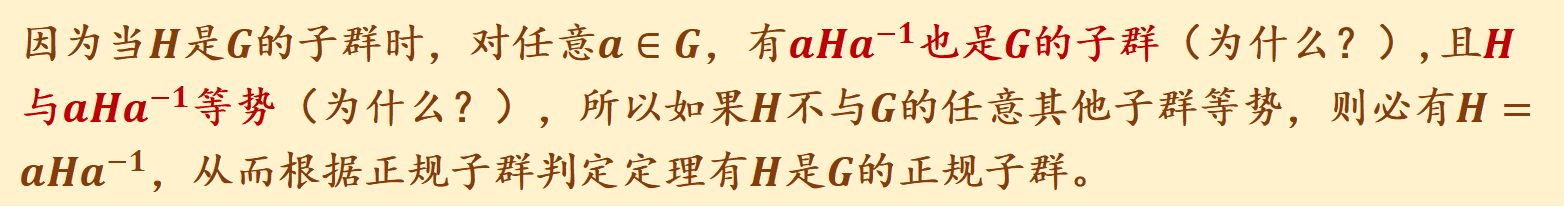 因为当H是G的子群时，对任意a ∈ G，有aHa⁻¹也是G的子群（为什么？）,且H
与aHa⁻¹等势（为什么？），所以如果H不与G的任意其他子群等势，则必有H =
aHa⁻¹，从而根据正规子群判定定理有H是G的正规子群。